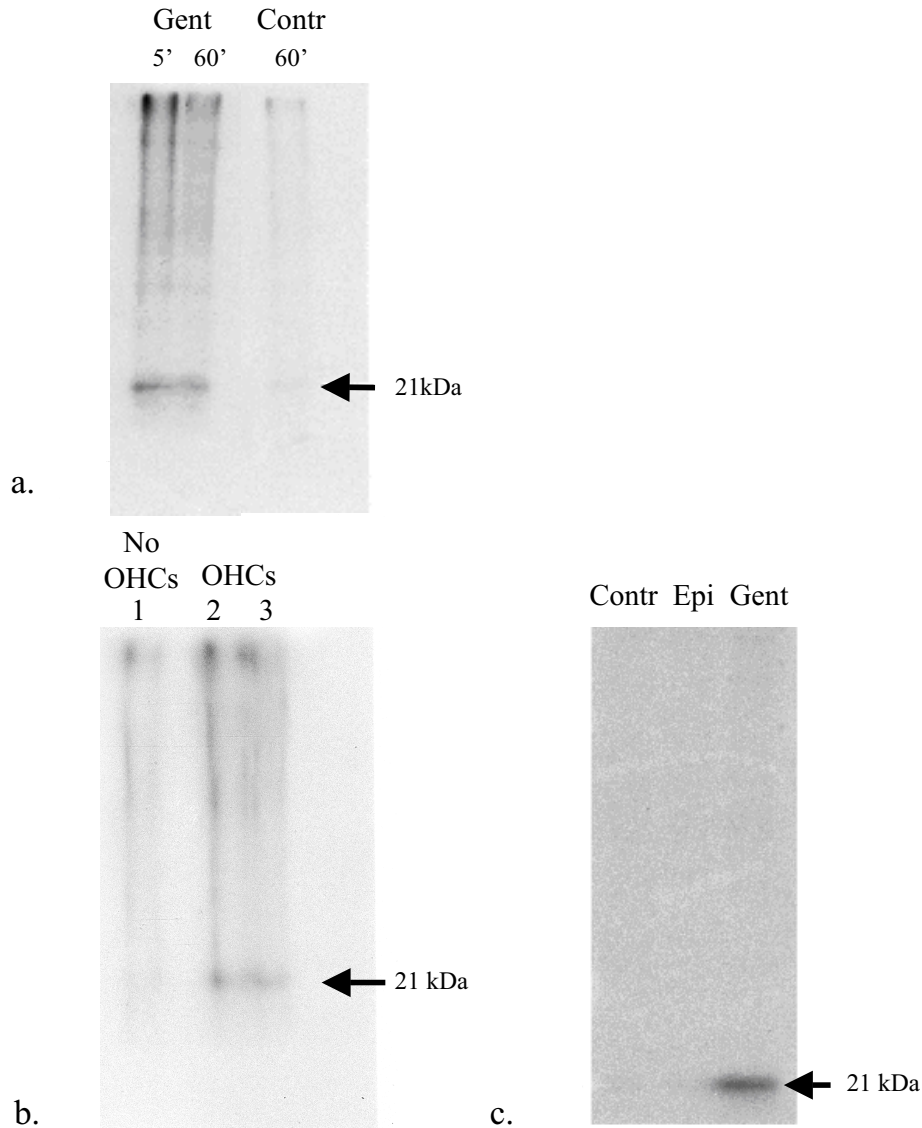 Gent Contr
5’ 60’ 60’
21kDa
a.
No
OHCs OHCs
1 2 3
21 kDa
b.
Contr Epi Gent
21 kDa
c.